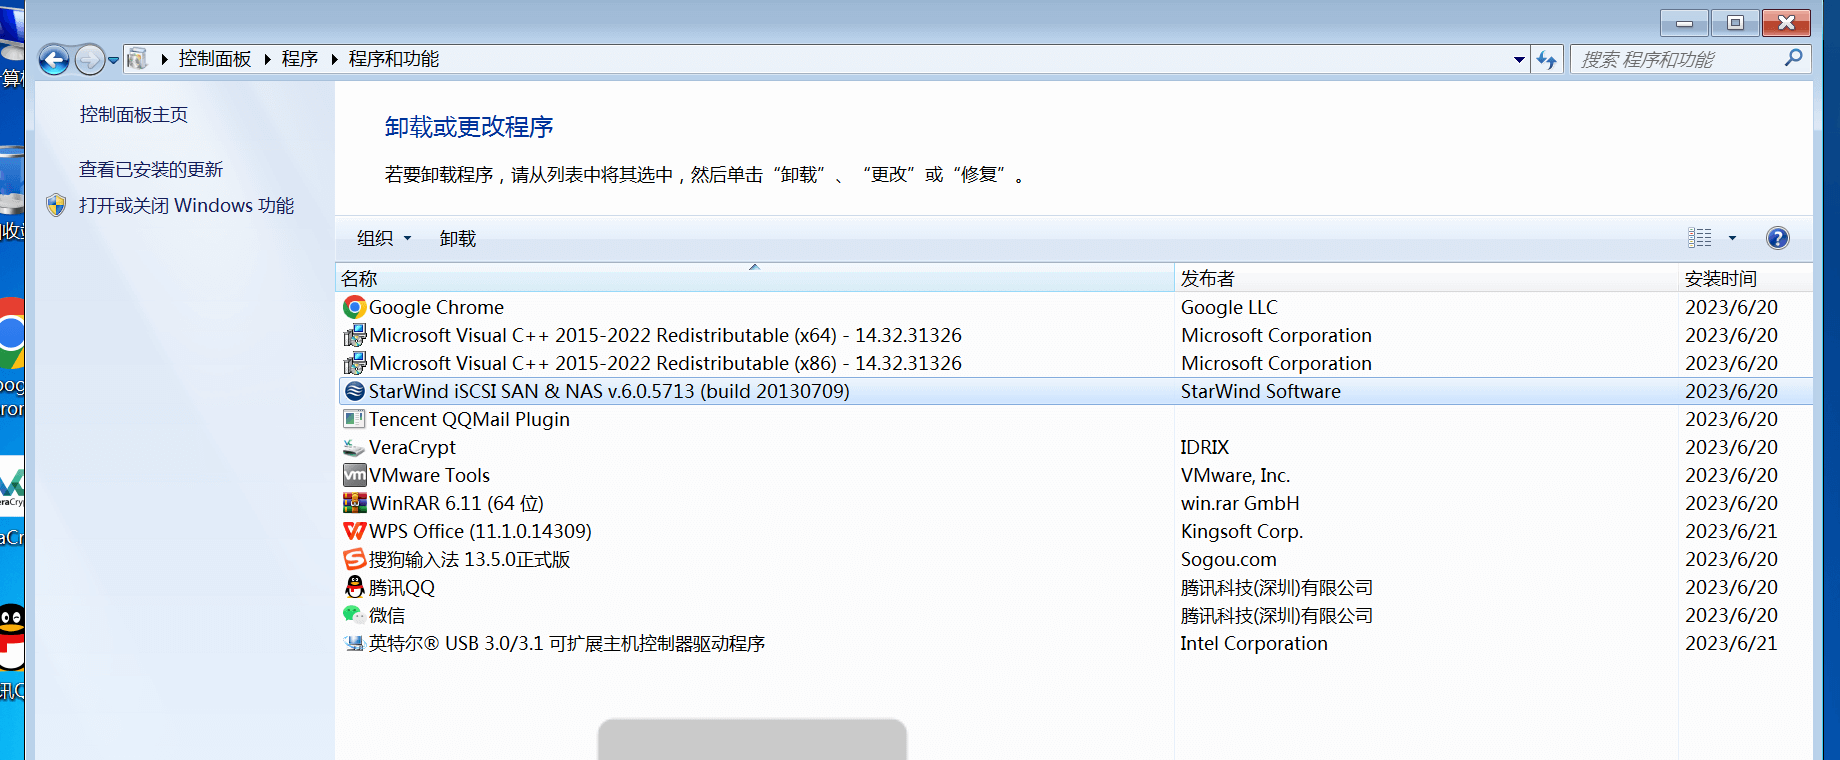 控制面板 程序 程序和功能
搜索 程序和功能
控制面板主页
查看已安装的更新
打开或关闭 Windows 功能
卸载或更改程序
若要卸载程序，请从列表中将其选中，然后单击“卸载”、“更改”或“修复”。
组织 卸载
名称 发布者 安装时间
Google Chrome Google LLC 2023/6/20
Microsoft Visual C++ 2015-2022 Redistributable (x64) - 14.32.31326 Microsoft Corporation 2023/6/20
Microsoft Visual C++ 2015-2022 Redistributable (x86) - 14.32.31326 Microsoft Corporation 2023/6/20
StarWind iSCSI SAN & NAS v.6.0.5713 (build 20130709) StarWind Software 2023/6/20
Tencent QQMail Plugin 2023/6/20
VeraCrypt IDRIX 2023/6/20
VMware Tools VMware, Inc. 2023/6/20
WinRAR 6.11 (64 位) win.rar GmbH 2023/6/20
WPS Office (11.1.0.14309) Kingsoft Corp. 2023/6/21
搜狗输入法 13.5.0正式版 Sogou.com 2023/6/20
腾讯QQ 腾讯科技(深圳)有限公司 2023/6/20
微信 腾讯科技(深圳)有限公司 2023/6/20
英特尔® USB 3.0/3.1 可扩展主机控制器驱动程序 Intel Corporation 2023/6/21